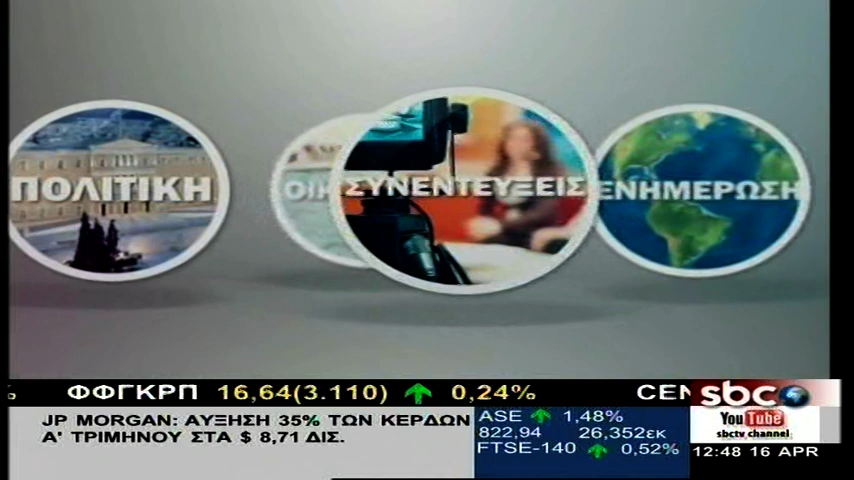 ΠΟΛΙΤΙΚΗ
ΟΙΚ
ΣΥΝΕΝΤΕΥΞΕΙΣ
ΕΝΗΜΕΡΩΣΗ
% ΦΦΓΚΡΠ 16,64(3.110) 0,24% CEN
sbc
JP MORGAN: ΑΥΞΗΣΗ 35% ΤΩΝ ΚΕΡΔΩΝ
Α' ΤΡΙΜΗΝΟΥ ΣΤΑ $ 8,71 ΔΙΣ.
ASE 1,48%
822,94 26,352εκ
FTSE-140 0,52%
You Tube
sbctv channel
12:48 16 APR